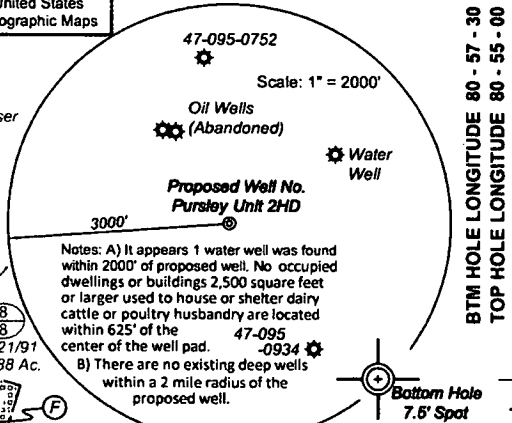 nited States
ographic Maps
47-095-0752
Scale: 1" = 2000'
ser
Oil Wells
(Abandoned)
Water
Well
Proposed Well No.
Pursley Unit 2HD
3000'
Notes: A) It appears 1 water well was found
within 2000' of proposed well. No occupied
dwellings or buildings 2,500 square feet
or larger used to house or shelter dairy
cattle or poultry husbandry are located
within 625' of the
center of the well pad.
47-095
-0934
B) There are no existing deep wells
within a 2 mile radius of the
proposed well.
8
8
21/91
88 Ac.
F
Bottom Hole
7.5' Spot
BTM HOLE LONGITUDE 80 - 57 - 30
TOP HOLE LONGITUDE 80 - 55 - 00